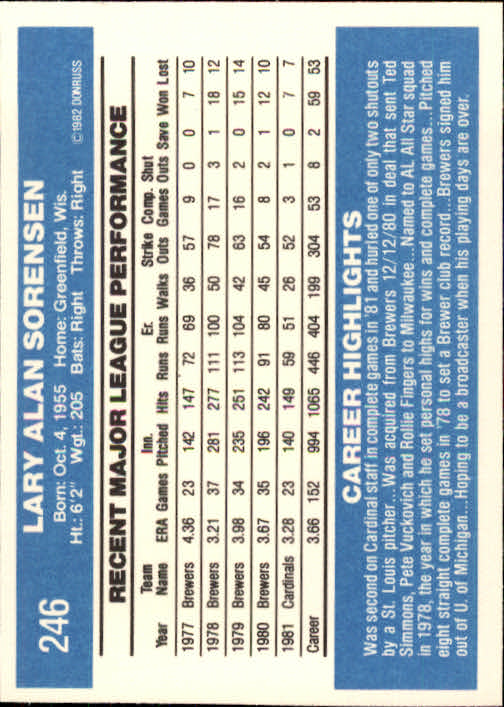 246
LARY ALAN SORENSEN
Born: Oct. 4, 1955 Home: Greenfield, Wis.
Ht.: 6'2" Wgt.: 205 Bats: Right Throws: Right
©1982 DONRUSS
RECENT MAJOR LEAGUE PERFORMANCE
Team Inn. Er. Strike Comp. Shut
Year Name ERA Games Pitched Hits Runs Runs Walks Outs Games Outs Save Won Lost
1977 Brewers 4.36 23 142 147 72 69 36 57 9 0 0 7 10
1978 Brewers 3.21 37 281 277 111 100 50 78 17 3 1 18 12
1979 Brewers 3.98 34 235 251 113 104 42 63 16 2 0 15 14
1980 Brewers 3.67 35 196 242 91 80 45 54 8 2 1 12 10
1981 Cardinals 3.28 23 140 149 59 51 26 52 3 1 0 7 7
Career 3.66 152 994 1065 446 404 199 304 53 8 2 59 53
CAREER HIGHLIGHTS
Was second on Cardinal staff in complete games in '81 and hurled one of only two shutouts
by a St. Louis pitcher...Was acquired from Brewers 12/12/80 in deal that sent Ted
Simmons, Pete Vuckovich and Rollie Fingers to Milwaukee...Named to AL All Star squad
in 1978, the year in which he set personal highs for wins and complete games...Pitched
eight straight complete games in '78 to set a Brewer club record...Brewers signed him
out of U. of Michigan...Hoping to be a broadcaster when his playing days are over.